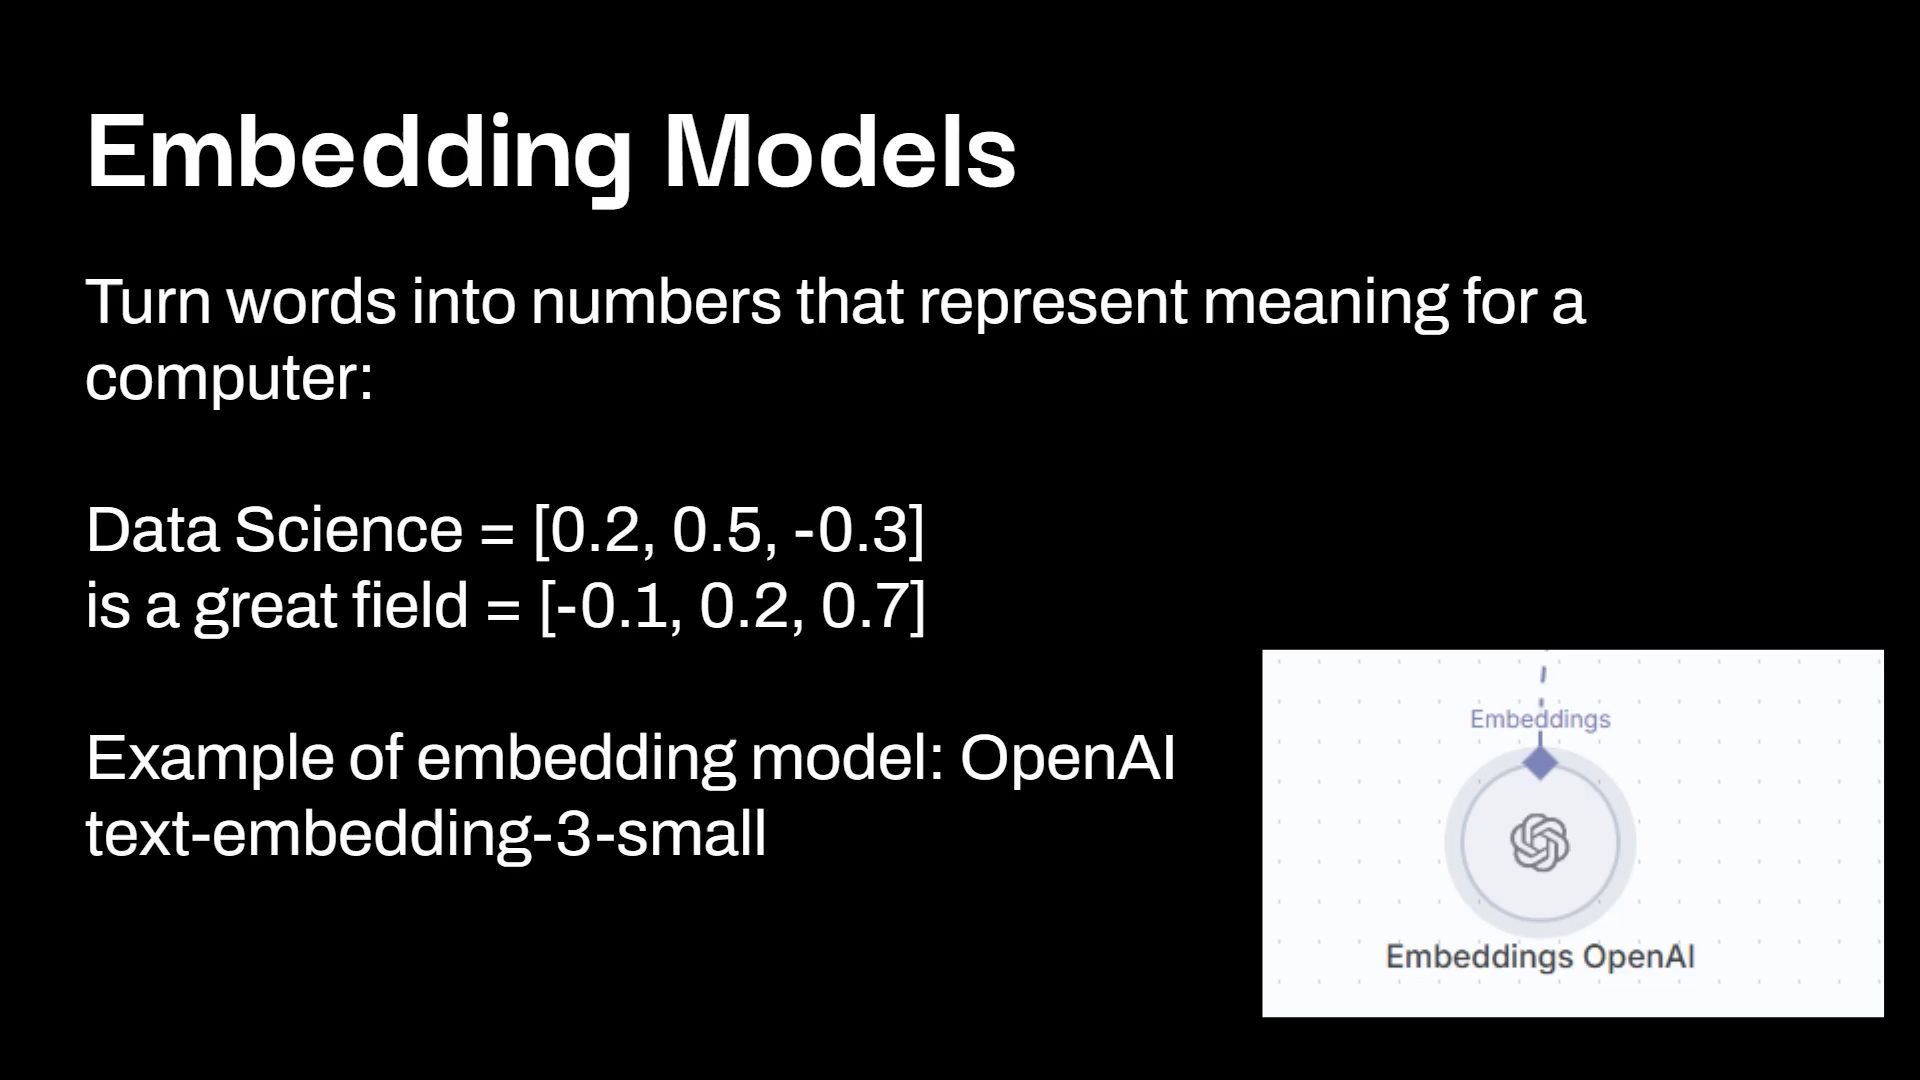 Embedding Models
Turn words into numbers that represent meaning for a
computer:
Data Science = [0.2, 0.5, -0.3]
is a great field = [-0.1, 0.2, 0.7]
Example of embedding model: OpenAI
text-embedding-3-small
Embeddings
Embeddings OpenAI